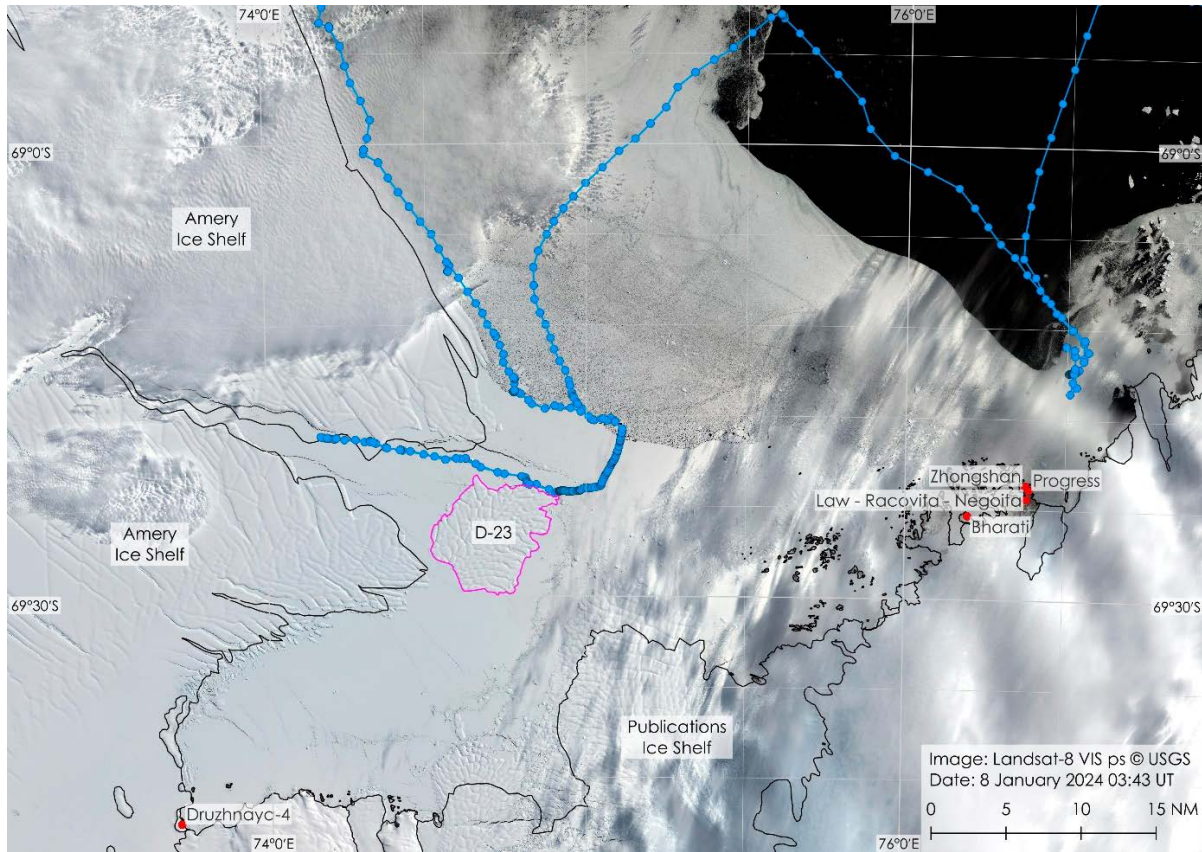 74°0'E
76°0'E
69°0'S
69°0'S
Amery
Ice Shelf
Zhongshan
Progress
Law - Racovita - Negoita
Bharati
D-23
Amery
Ice Shelf
69°30'S
69°30'S
Publications
Ice Shelf
Image: Landsat-8 VIS ps © USGS
Date: 8 January 2024 03:43 UT
0 5 10 15 NM
Druzhnayc-4
74°0'E
76°0'E